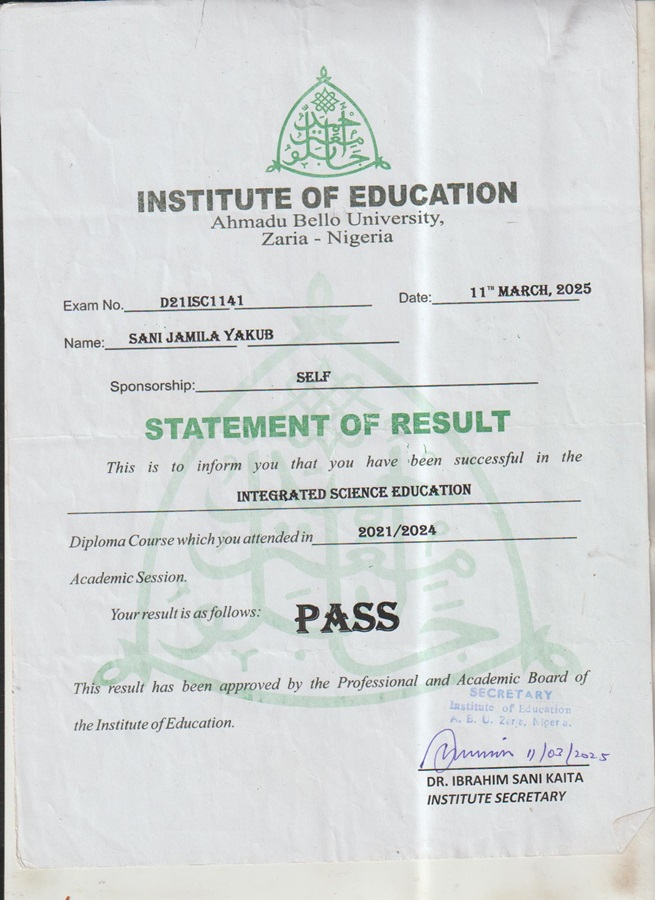 INSTITUTE OF EDUCATION
Ahmadu Bello University,
Zaria - Nigeria
Exam No. D21ISC1141 Date: 11TH MARCH, 2025
Name: SANI JAMILA YAKUB
Sponsorship: SELF
STATEMENT OF RESULT
This is to inform you that you have been successful in the
INTEGRATED SCIENCE EDUCATION
Diploma Course which you attended in 2021/2024
Academic Session.
Your result is as follows: PASS
This result has been approved by the Professional and Academic Board of
the Institute of Education.
SECRETARY
Institute of Education
A. B. U. Zaria, Nigeria.
11/03/2025
DR. IBRAHIM SANI KAITA
INSTITUTE SECRETARY